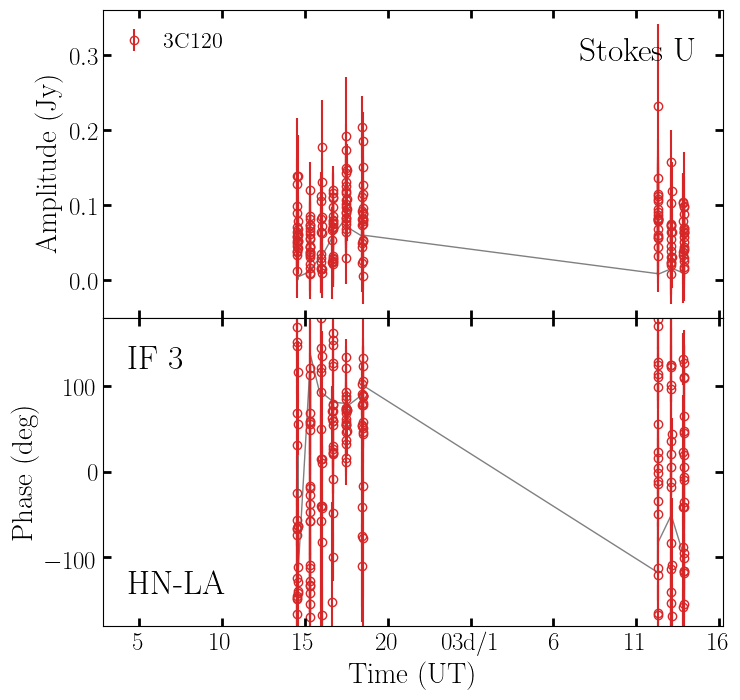 3C120
Stokes U
Amplitude (Jy)
0.3
0.2
0.1
0.0
IF 3
HN-LA
Phase (deg)
100
0
−100
5 10 15 20 03d/1 6 11 16
Time (UT)